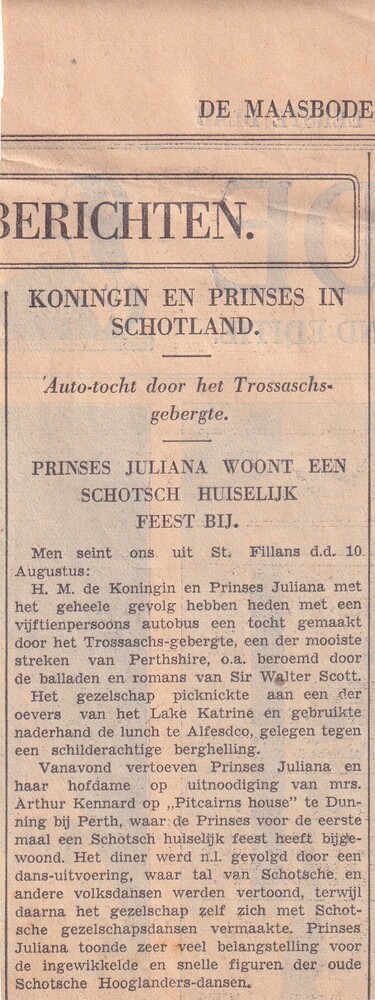 DE MAASBODE
BERICHTEN.
KONINGIN EN PRINSES IN
SCHOTLAND.
Auto-tocht door het Trossaschs-
gebergte.
PRINSES JULIANA WOONT EEN
SCHOTSCH HUISELIJK
FEEST BIJ.
Men seint ons uit St. Fillans d.d. 10
Augustus:
H. M. de Koningin en Prinses Juliana met
het geheele gevolg hebben heden met een
vijftienpersoons autobus een tocht gemaakt
door het Trossaschs-gebergte, een der mooiste
streken van Perthshire, o.a. beroemd door
de balladen en romans van Sir Walter Scott.
Het gezelschap picknickte aan een der
oevers van het Lake Katrine en gebruikte
naderhand de lunch te Alfesdco, gelegen tegen
een schilderachtige berghelling.
Vanavond vertoeven Prinses Juliana en
haar hofdame op uitnoodiging van mrs.
Arthur Kennard op „Pitcairns house" te Dun-
ning bij Perth, waar de Prinses voor de eerste
maal een Schotsch huiselijk feest heeft bijge-
woond. Het diner werd n.l. gevolgd door een
dans-uitvoering, waar tal van Schotsche en
andere volksdansen werden vertoond, terwijl
daarna het gezelschap zelf zich met Schot-
sche gezelschapsdansen vermaakte. Prinses
Juliana toonde zeer veel belangstelling voor
de ingewikkelde en snelle figuren der oude
Schotsche Hooglanders-dansen.